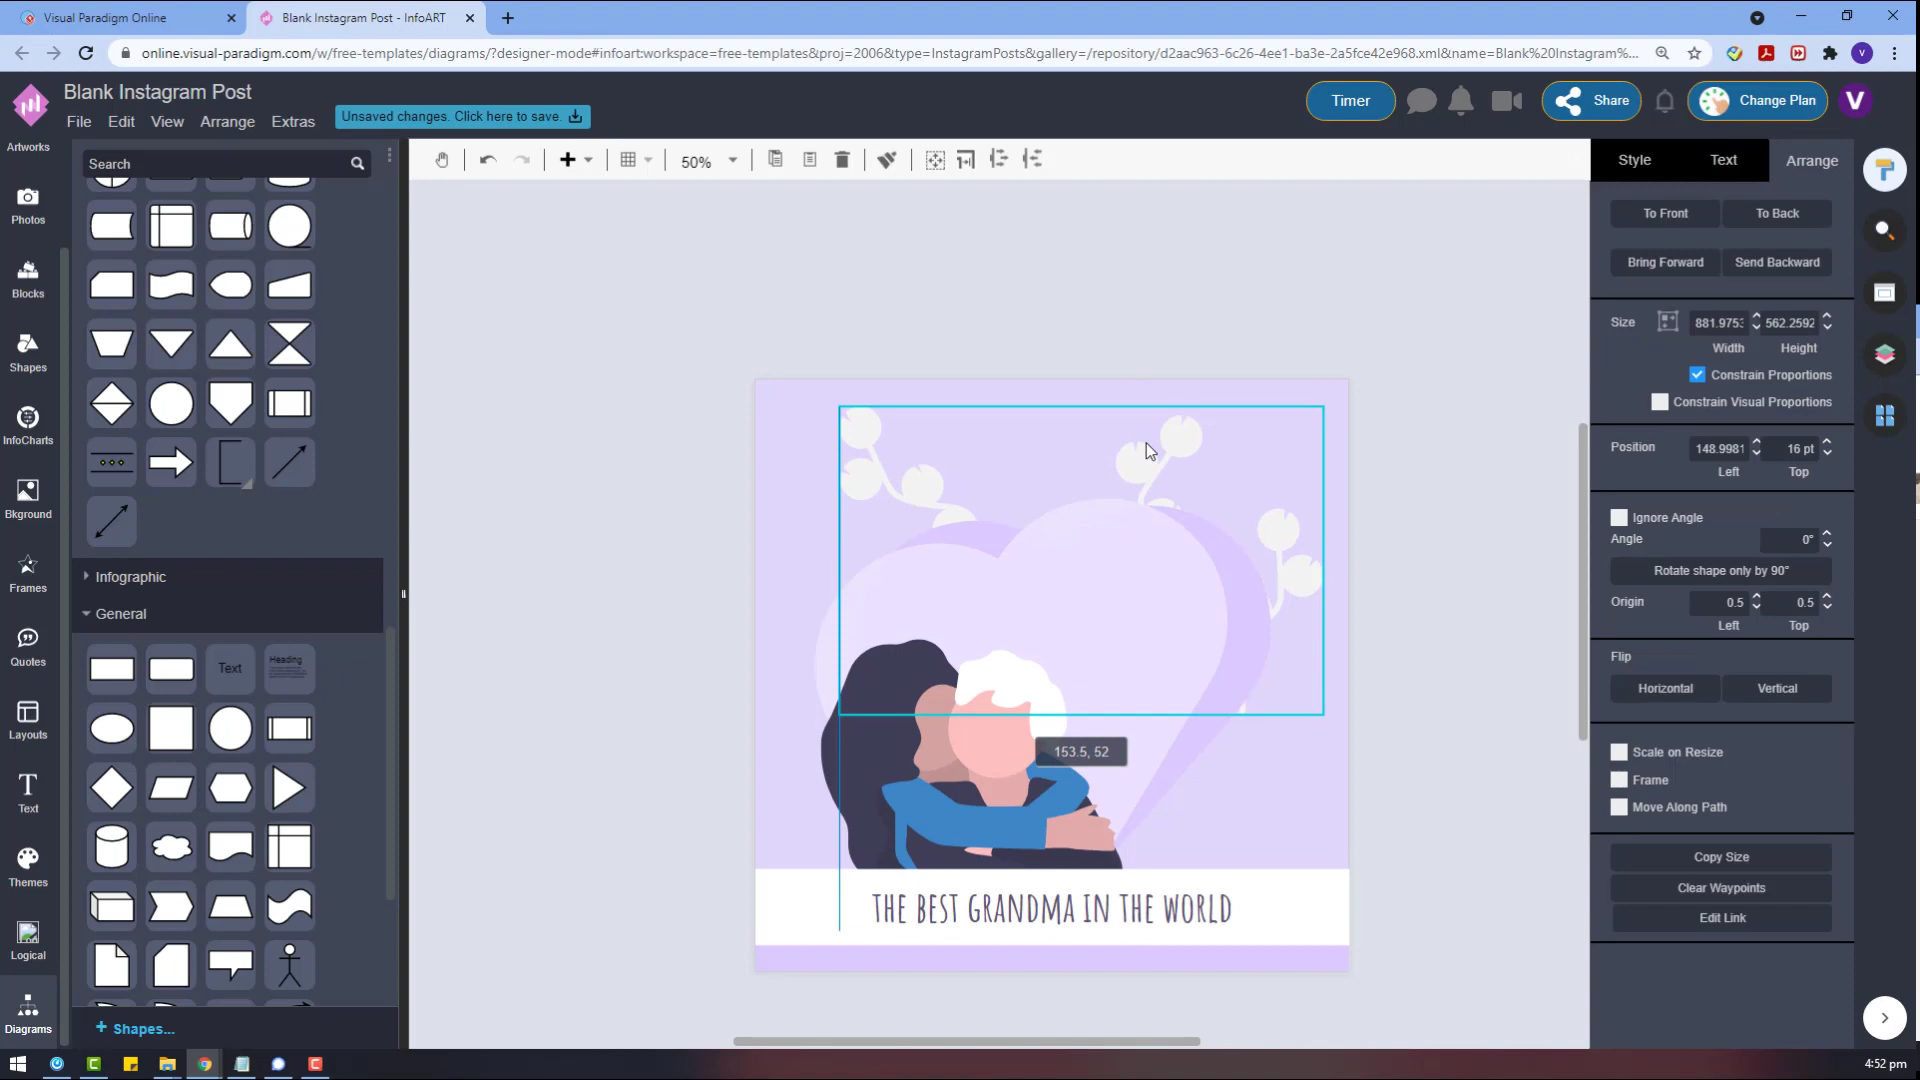 Visual Paradigm Online
Blank Instagram Post - InfoART
online.visual-paradigm.com/w/free-templates/diagrams/?designer-mode#infoart:workspace=free-templates&proj=2006&type=InstagramPosts&gallery=/repository/d2aac963-6c26-4ee1-ba3e-2a5fce42e968.xml&name=Blank%20Instagram%...
V
Blank Instagram Post
File Edit View Arrange Extras
Unsaved changes. Click here to save.
Timer
Share
Change Plan
V
Artworks
Photos
Blocks
Shapes
InfoCharts
Bkground
Frames
Quotes
Layouts
Text
Themes
Logical
Diagrams
Search
Infographic
General
Text
Heading
+ Shapes...
50%
153.5, 52
THE BEST GRANDMA IN THE WORLD
Style Text Arrange
To Front To Back
Bring Forward Send Backward
Size 881.975 562.2592
Width Height
Constrain Proportions
Constrain Visual Proportions
Position 148.9981 16 pt
Left Top
Ignore Angle
Angle 0°
Rotate shape only by 90°
Origin 0.5 0.5
Left Top
Flip
Horizontal Vertical
Scale on Resize
Frame
Move Along Path
Copy Size
Clear Waypoints
Edit Link
4:52 pm